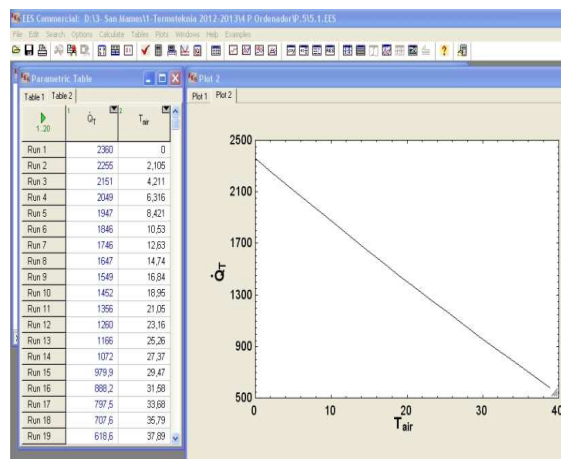 EES Commercial: D:\3- San Mames\1-Termoteknia 2012-2013\4 P Ordenador\P.5\5.1.EES
File Edit Search Options Calculate Tables Plots Windows Help Examples
Parametric Table
Table 1 Table 2
1..20 1 Q̇T 2 Tair
Run 1 2360 0
Run 2 2255 2,105
Run 3 2151 4,211
Run 4 2049 6,316
Run 5 1947 8,421
Run 6 1846 10,53
Run 7 1746 12,63
Run 8 1647 14,74
Run 9 1549 16,84
Run 10 1452 18,95
Run 11 1356 21,05
Run 12 1260 23,16
Run 13 1166 25,26
Run 14 1072 27,37
Run 15 979,9 29,47
Run 16 888,2 31,58
Run 17 797,5 33,68
Run 18 707,6 35,79
Run 19 618,6 37,89
Plot 2
Plot 1 Plot 2
2500
2100
1700
Q̇T
1300
900
500
0 10 20 30 40
Tair